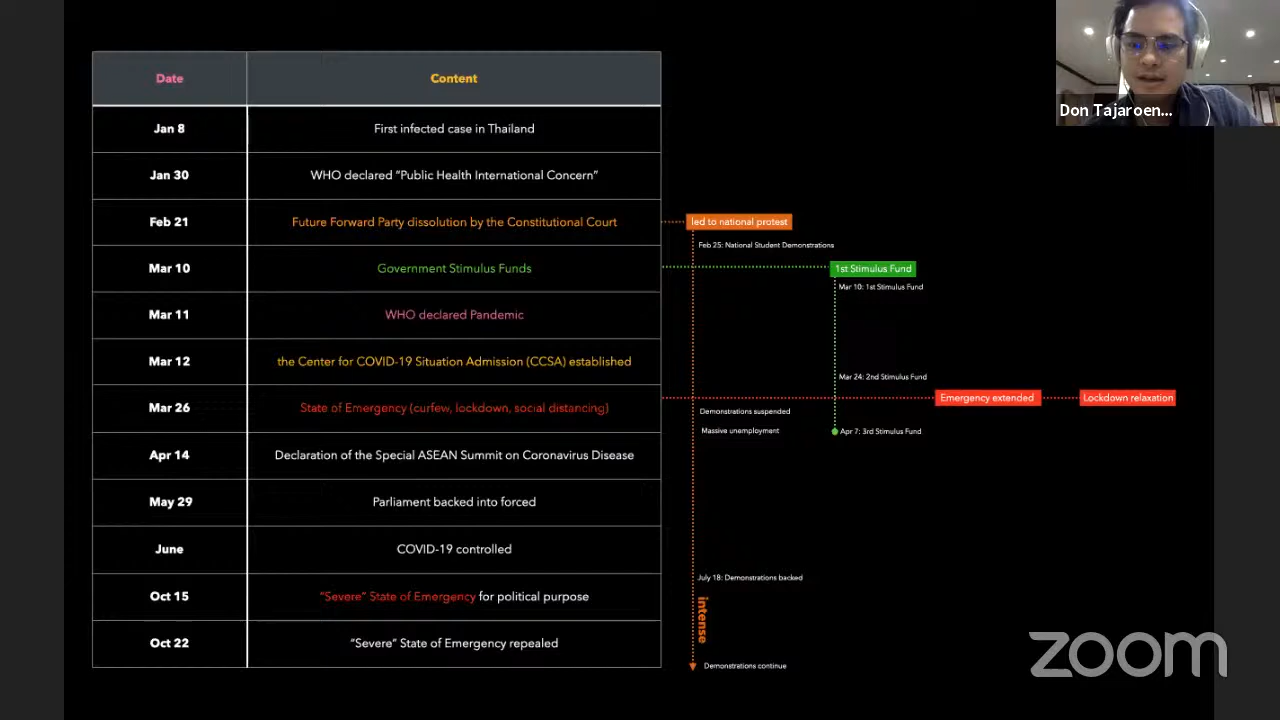 Date Content
Jan 8 First infected case in Thailand
Jan 30 WHO declared “Public Health International Concern”
Feb 21 Future Forward Party dissolution by the Constitutional Court
Mar 10 Government Stimulus Funds
Mar 11 WHO declared Pandemic
Mar 12 the Center for COVID-19 Situation Admission (CCSA) established
Mar 26 State of Emergency (curfew, lockdown, social distancing)
Apr 14 Declaration of the Special ASEAN Summit on Coronavirus Disease
May 29 Parliament backed into forced
June COVID-19 controlled
Oct 15 “Severe” State of Emergency for political purpose
Oct 22 “Severe” State of Emergency repealed
led to national protest
Feb 25: National Student Demonstrations
Demonstrations suspended
Massive unemployment
July 18: Demonstrations backed
intense
Demonstrations continue
1st Stimulus Fund
Mar 10: 1st Stimulus Fund
Mar 24: 2nd Stimulus Fund
Apr 7: 3rd Stimulus Fund
Emergency extended
Lockdown relaxation
Don Tajaroen...
zoom